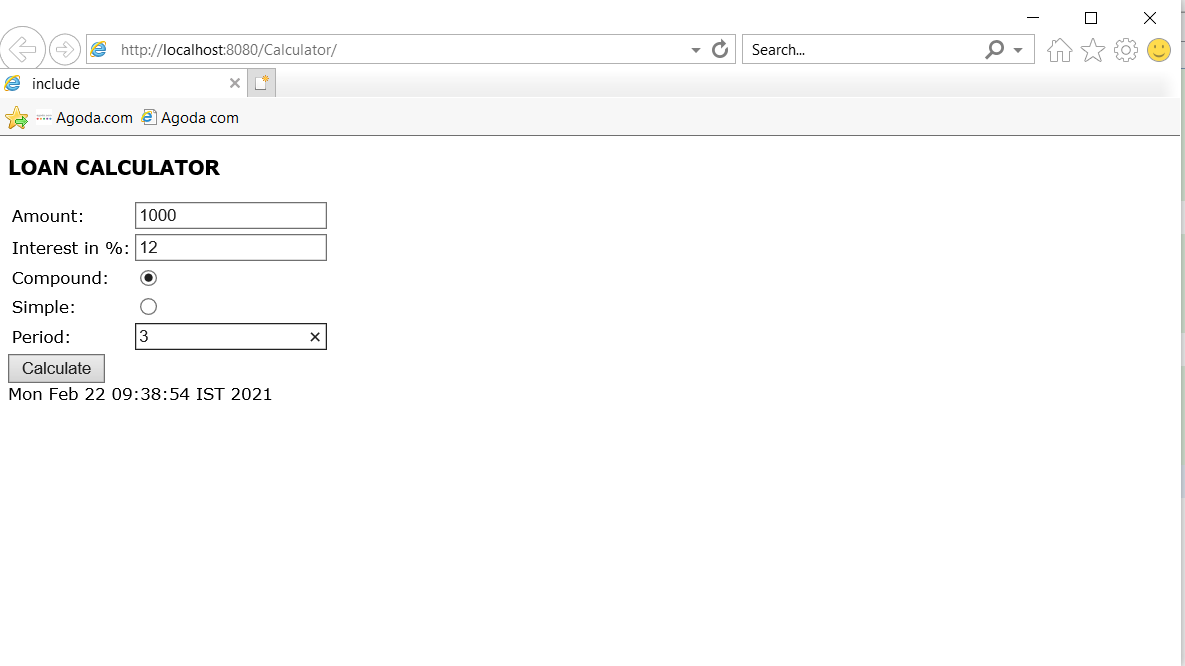 http://localhost:8080/Calculator/
Search...
include
Agoda.com Agoda com
LOAN CALCULATOR
Amount: 1000
Interest in %: 12
Compound:
Simple:
Period: 3
Calculate
Mon Feb 22 09:38:54 IST 2021